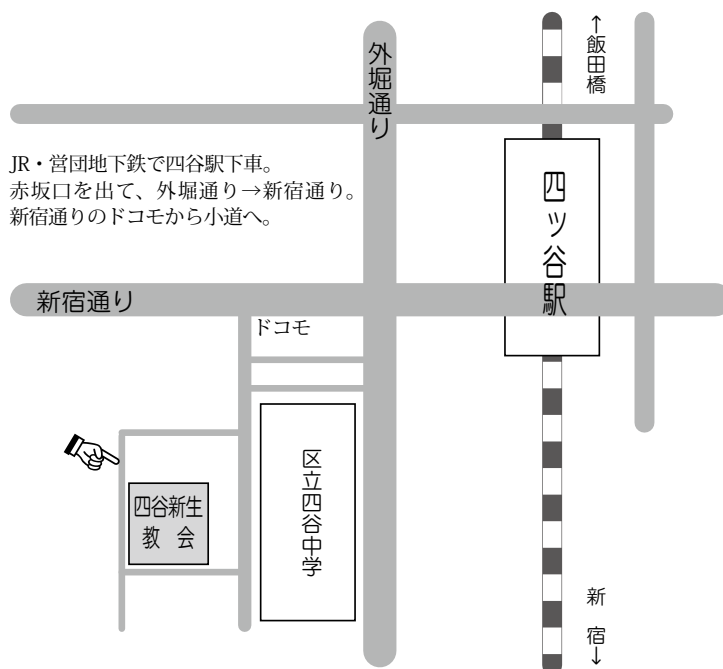 ↑飯田橋
外堀通り
JR・営団地下鉄で四谷駅下車。
赤坂口を出て、外堀通り→新宿通り。
新宿通りのドコモから小道へ。
四ッ谷駅
新宿通り
ドコモ
区立四谷中学
四谷新生
教会
新宿↓